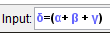 Input δ=(α+ β + γ)